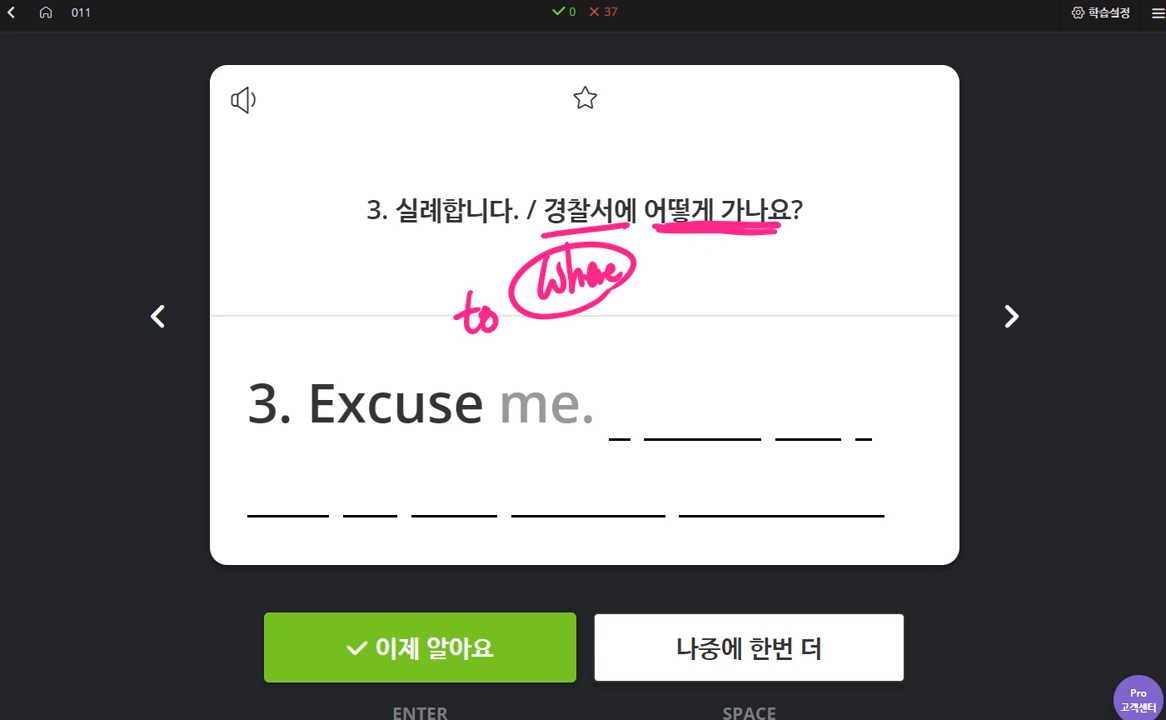 011
0
37
학습설정
3. 실례합니다. / 경찰서에 어떻게 가나요?
where
to
3. Excuse me.
이제 알아요
나중에 한번 더
ENTER
SPACE
Pro
고객센터